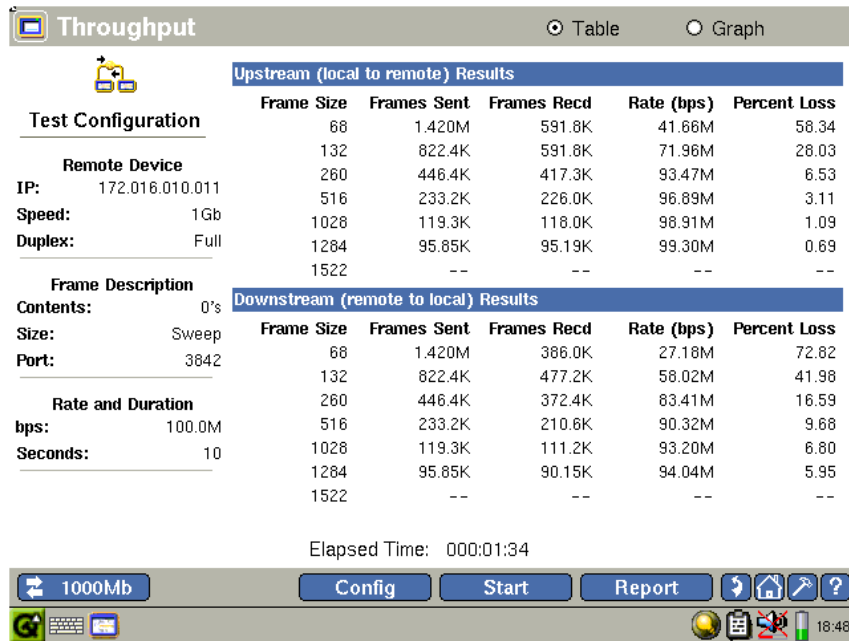 Throughput
Table
Graph
Test Configuration
Remote Device
IP: 172.016.010.011
Speed: 1Gb
Duplex: Full
Frame Description
Contents: 0's
Size: Sweep
Port: 3842
Rate and Duration
bps: 100.0M
Seconds: 10
Upstream (local to remote) Results
Frame Size Frames Sent Frames Recd Rate (bps) Percent Loss
68 1.420M 591.8K 41.66M 58.34
132 822.4K 591.8K 71.96M 28.03
260 446.4K 417.3K 93.47M 6.53
516 233.2K 226.0K 96.89M 3.11
1028 119.3K 118.0K 98.91M 1.09
1284 95.85K 95.19K 99.30M 0.69
1522 -- -- -- --
Downstream (remote to local) Results
Frame Size Frames Sent Frames Recd Rate (bps) Percent Loss
68 1.420M 386.0K 27.18M 72.82
132 822.4K 477.2K 58.02M 41.98
260 446.4K 372.4K 83.41M 16.59
516 233.2K 210.6K 90.32M 9.68
1028 119.3K 111.2K 93.20M 6.80
1284 95.85K 90.15K 94.04M 5.95
1522 -- -- -- --
Elapsed Time: 000:01:34
1000Mb
Config
Start
Report
?
18:48